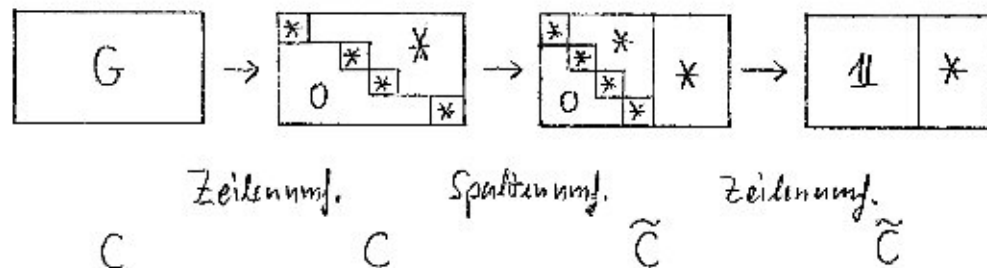 G → * * * * * 0 → * * * * * 0 * → 𝟙 *
Zeilenumf. Spaltenumf. Zeilenumf.
C C C̃ C̃